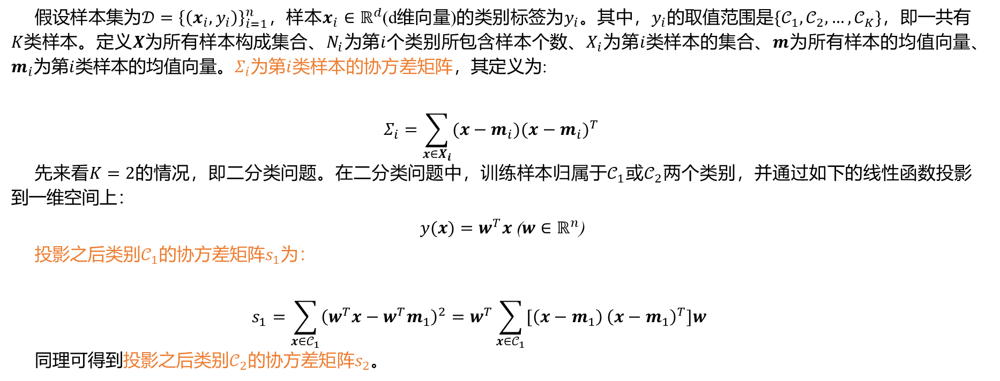 假设样本集为𝒟 = {(𝒙ᵢ, yᵢ)}ⁿᵢ₌₁，样本𝒙ᵢ ∈ ℝᵈ(d维向量)的类别标签为yᵢ。其中，yᵢ的取值范围是{𝒞₁, 𝒞₂, … , 𝒞_K}，即一共有
K类样本。定义𝑿为所有样本构成集合、Nᵢ为第i个类别所包含样本个数、Xᵢ为第i类样本的集合、𝒎为所有样本的均值向量、
𝒎ᵢ为第i类样本的均值向量。Σᵢ为第i类样本的协方差矩阵，其定义为:
Σᵢ = ∑_{𝒙∈𝑿ᵢ} (𝒙 − 𝒎ᵢ)(𝒙 − 𝒎ᵢ)ᵀ
先来看K = 2的情况，即二分类问题。在二分类问题中，训练样本归属于𝒞₁或𝒞₂两个类别，并通过如下的线性函数投影
到一维空间上：
y(𝒙) = 𝒘ᵀ𝒙 (𝒘 ∈ ℝⁿ)
投影之后类别𝒞₁的协方差矩阵s₁为：
s₁ = ∑_{𝒙∈𝒞₁} (𝒘ᵀ𝒙 − 𝒘ᵀ𝒎₁)² = 𝒘ᵀ ∑_{𝒙∈𝒞₁} [(𝒙 − 𝒎₁) (𝒙 − 𝒎₁)ᵀ]𝒘
同理可得到投影之后类别𝒞₂的协方差矩阵s₂。